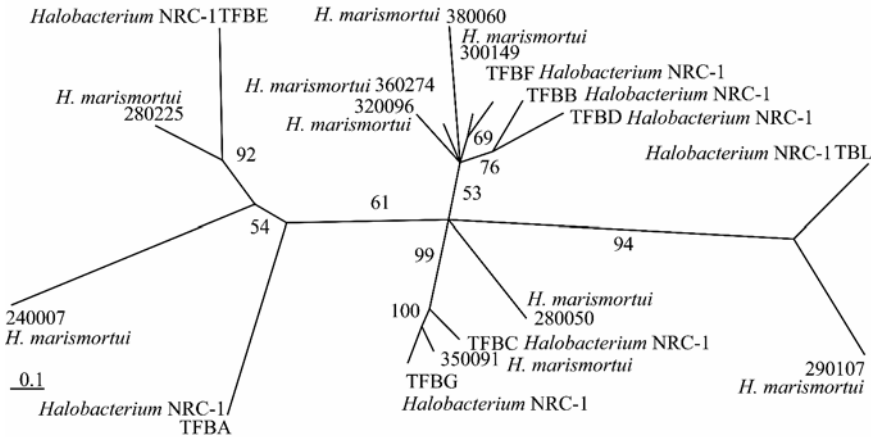 Halobacterium NRC-1TFBE
H. marismortui
280225
92
H. marismortui 380060
H. marismortui
300149
H. marismortui 360274
320096
H. marismortui
TFBF Halobacterium NRC-1
TFBB Halobacterium NRC-1
TFBD Halobacterium NRC-1
69
76
53
Halobacterium NRC-1 TBL
61
54
94
99
100
240007
H. marismortui
0.1
Halobacterium NRC-1
TFBA
H. marismortui
280050
TFBC Halobacterium NRC-1
350091 H. marismortui
TFBG
Halobacterium NRC-1
290107
H. marismortui